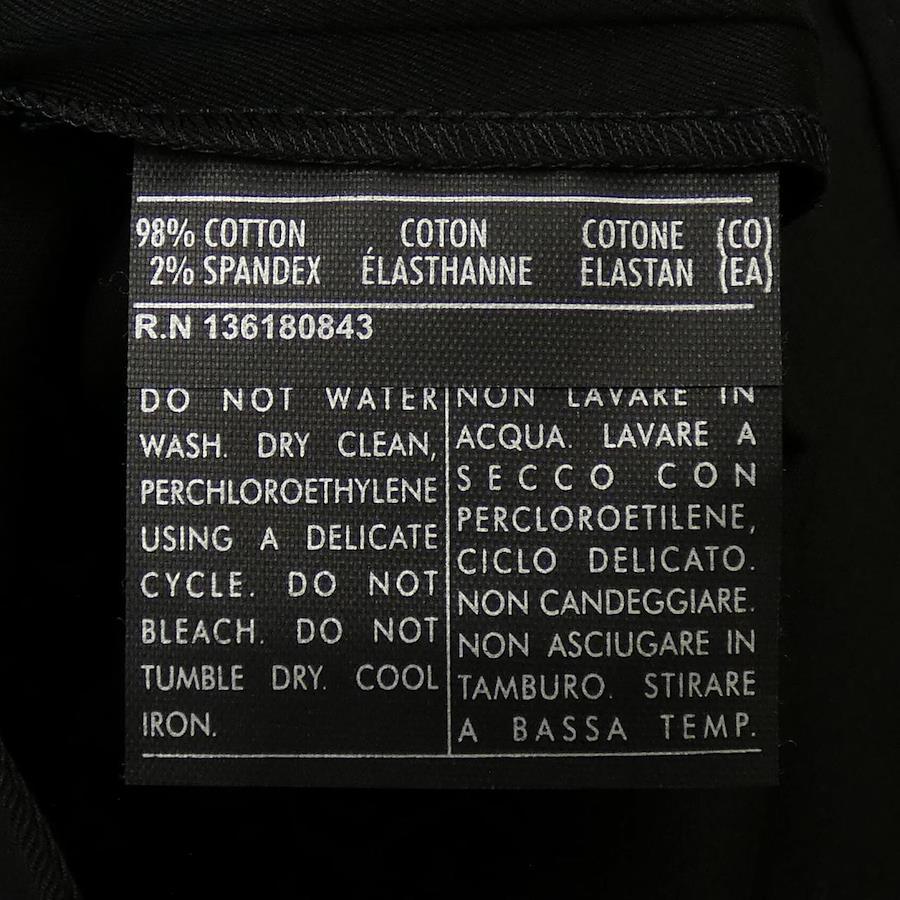 98% COTTON COTON COTONE (CO)
2% SPANDEX ÉLASTHANNE ELASTAN (EA)
R.N 136180843
DO NOT WATER
WASH. DRY CLEAN,
PERCHLOROETHYLENE
USING A DELICATE
CYCLE. DO NOT
BLEACH. DO NOT
TUMBLE DRY. COOL
IRON.
NON LAVARE IN
ACQUA. LAVARE A
SECCO CON
PERCLOROETILENE,
CICLO DELICATO.
NON CANDEGGIARE.
NON ASCIUGARE IN
TAMBURO. STIRARE
A BASSA TEMP.